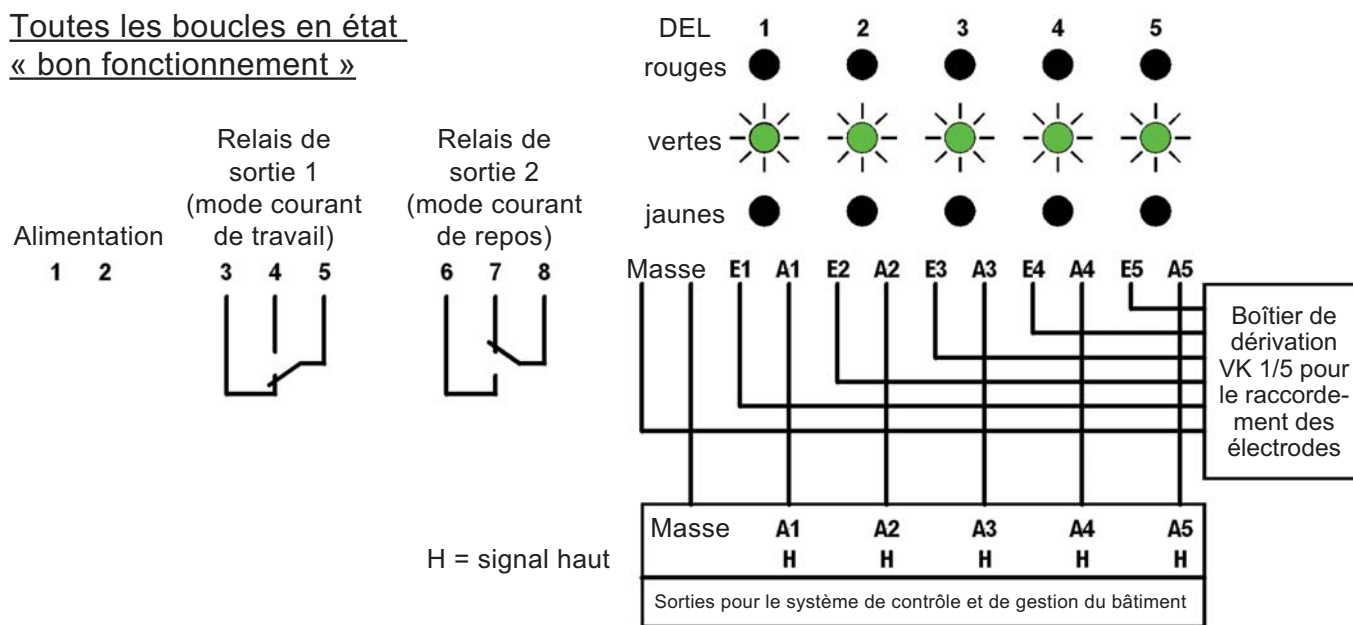 Toutes les boucles en état
« bon fonctionnement »
DEL 1 2 3 4 5
rouges
vertes
jaunes
Alimentation
1 2
Relais de
sortie 1
(mode courant
de travail)
3 4 5
Relais de
sortie 2
(mode courant
de repos)
6 7 8
Masse E1 A1 E2 A2 E3 A3 E4 A4 E5 A5
Boîtier de
dérivation
VK 1/5 pour
le raccorde-
ment des
électrodes
Masse A1 A2 A3 A4 A5
H = signal haut H H H H H
Sorties pour le système de contrôle et de gestion du bâtiment